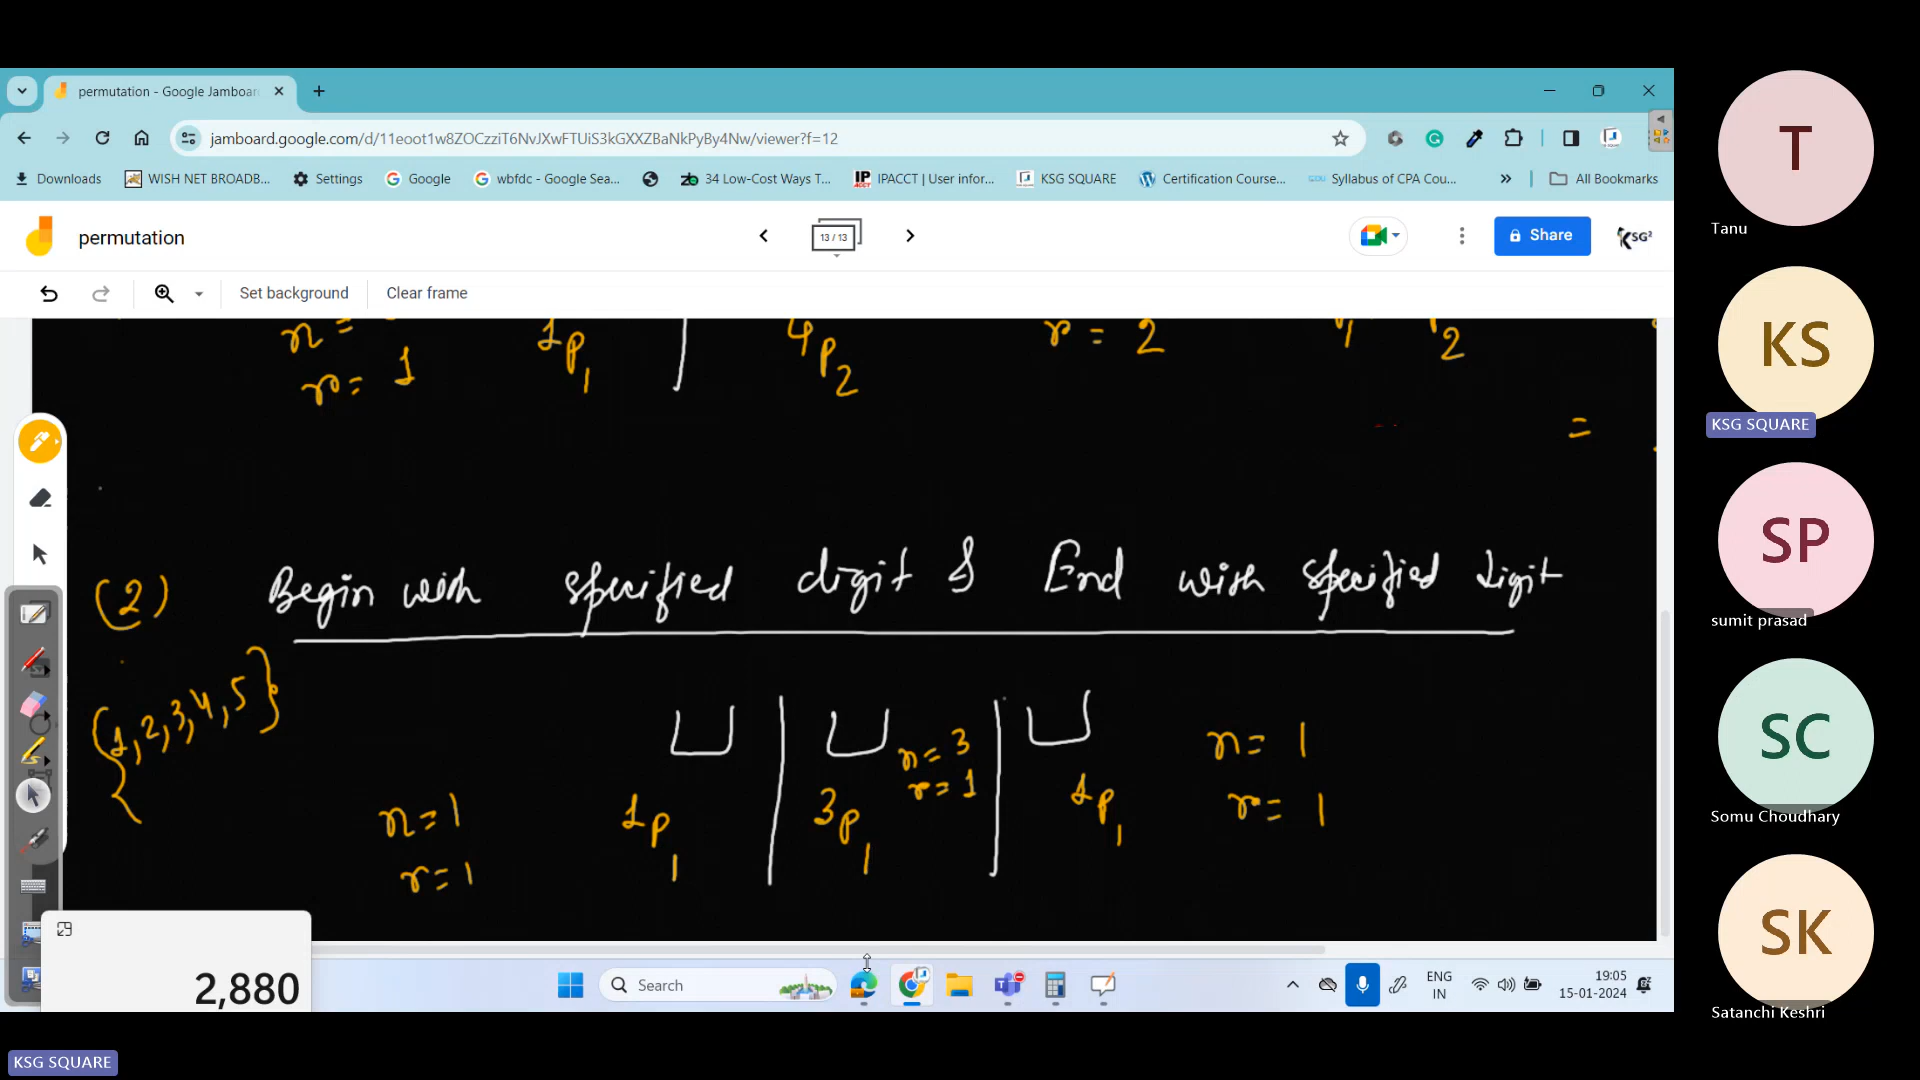 permutation - Google Jamboar
jamboard.google.com/d/11eoot1w8ZOCzziT6NvJXwFTUiS3kGXXZBaNkPyBy4Nw/viewer?f=12
Downloads WISH NET BROADB... Settings Google wbfdc - Google Sea... 34 Low-Cost Ways T... IPACCT | User infor... KSG SQUARE Certification Course... Syllabus of CPA Cou... » All Bookmarks
permutation
13 / 13
Share
KSG²
Set background Clear frame
n =
r = 1
1P1
4P2
r = 2
2
=
(2) Begin with specified digit & End with specified digit
{1,2,3,4,5}
n = 3
r = 1
n = 1
r = 1
n = 1
r = 1
1P1
3P1
1P1
2,880
Search
ENG
IN
19:05
15-01-2024
T
Tanu
KS
KSG SQUARE
SP
sumit prasad
SC
Somu Choudhary
SK
Satanchi Keshri
KSG SQUARE